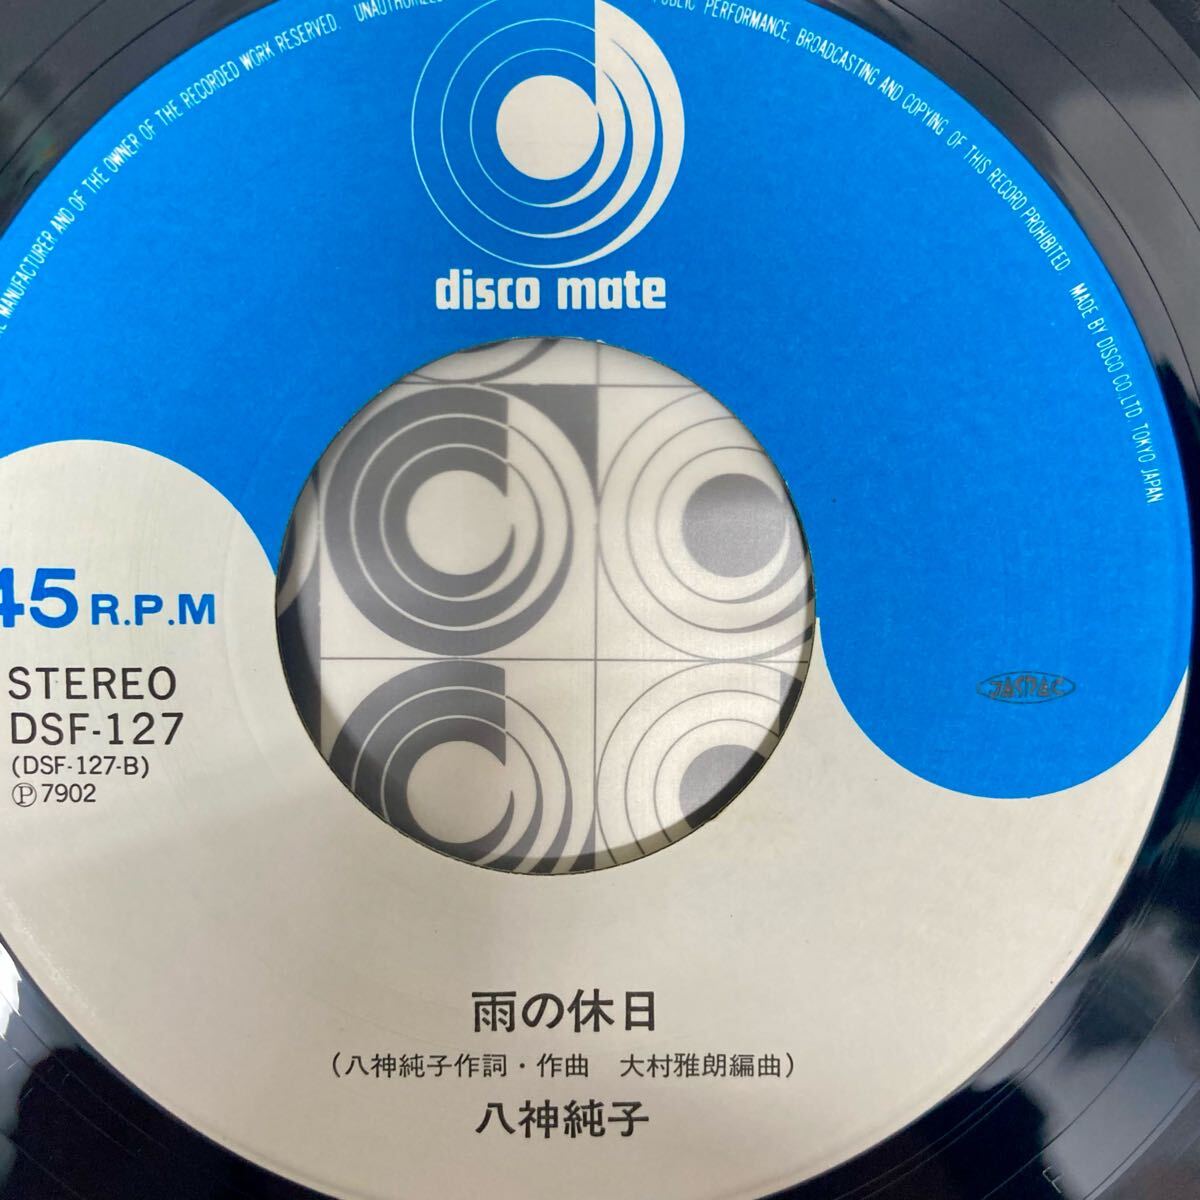 MANUFACTURER AND OF THE OWNER OF THE RECORDED WORK RESERVED. UNAUTHORIZED PUBLIC PERFORMANCE, BROADCASTING AND COPYING OF THIS RECORD PROHIBITED. MADE BY DISCO CO., LTD. TOKYO JAPAN
disco mate
45 R.P.M
STEREO
DSF-127
(DSF-127-B)
Ⓟ7902
JASRAC
雨の休日
(八神純子作詞・作曲 大村雅朗編曲)
八神純子